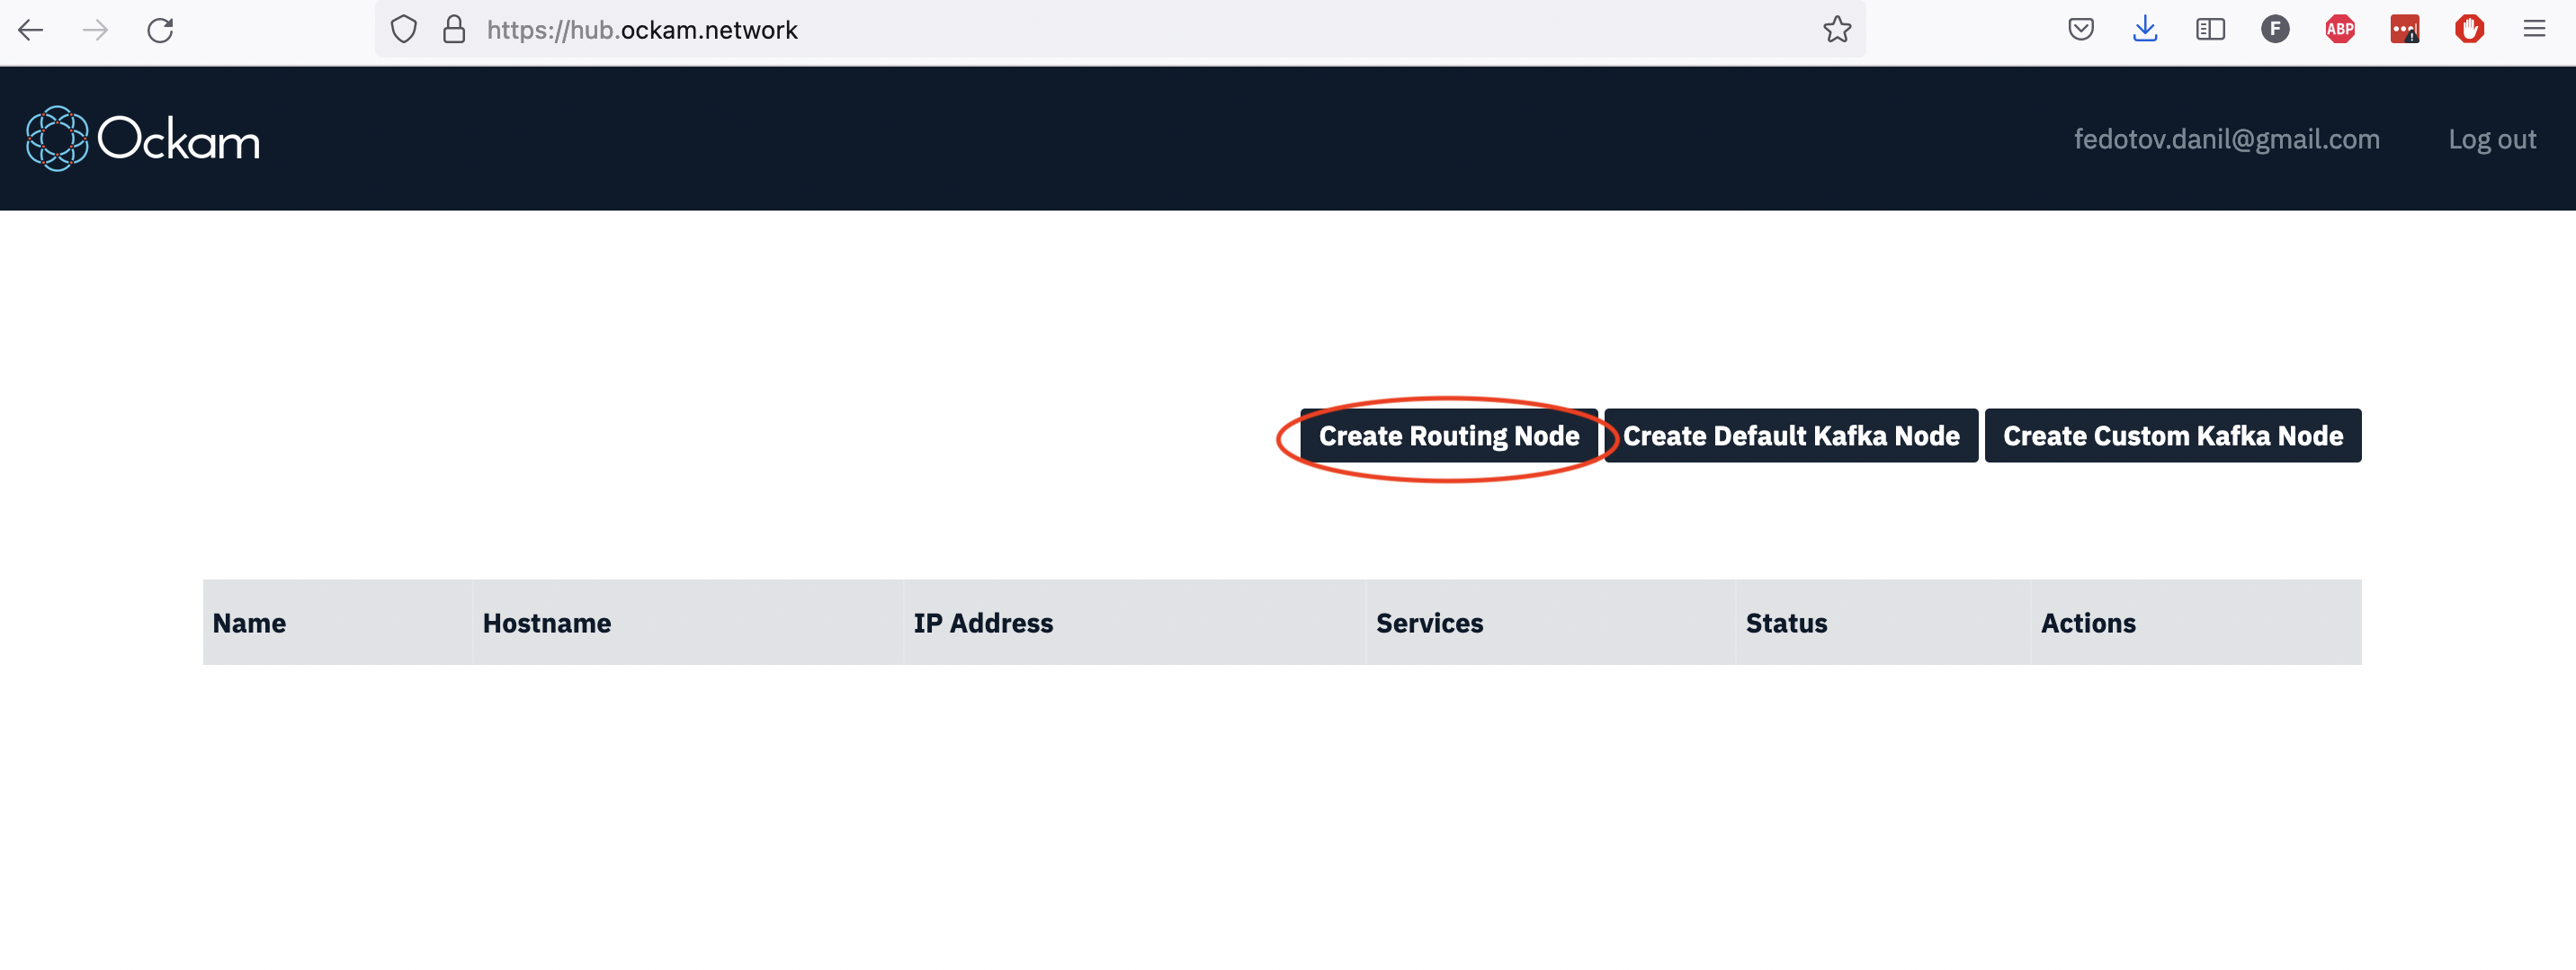 https://hub.ockam.network
F
ABP
Ockam
fedotov.danil@gmail.com
Log out
Create Routing Node
Create Default Kafka Node
Create Custom Kafka Node
Name
Hostname
IP Address
Services
Status
Actions